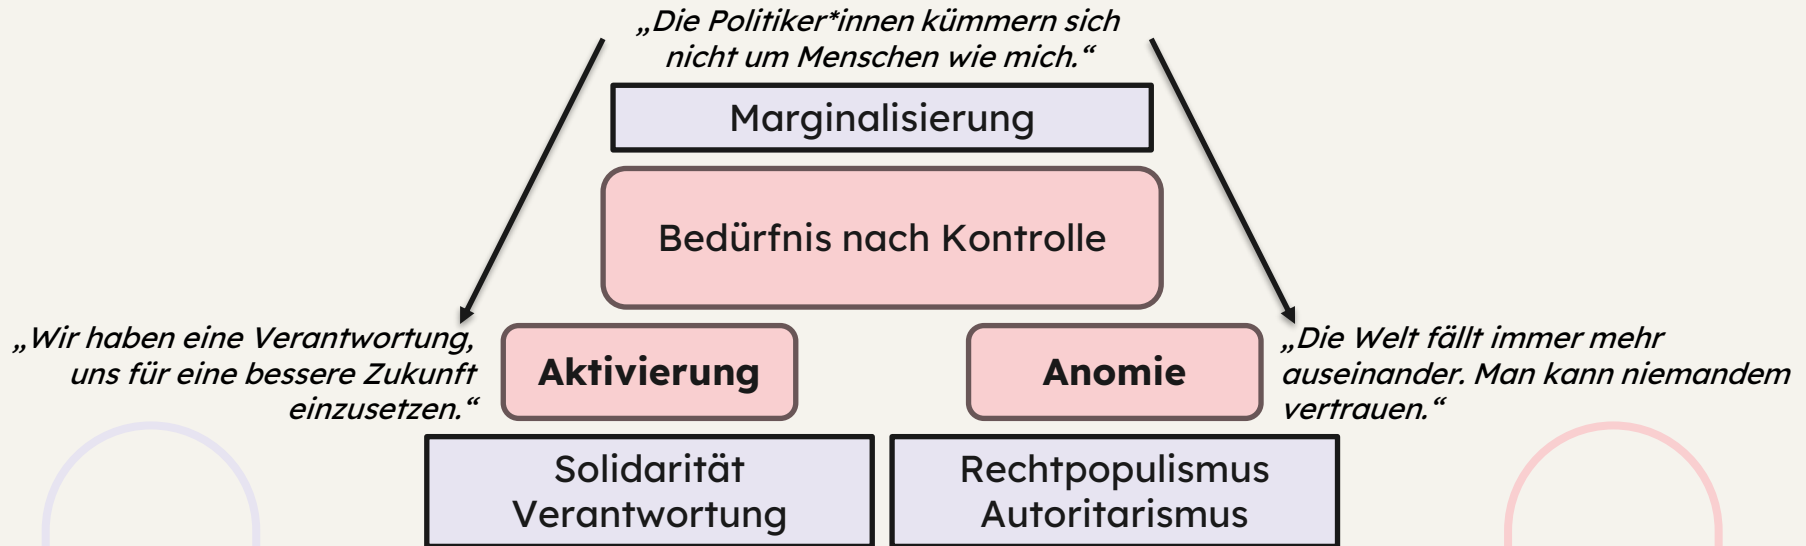 „Die Politiker*innen kümmern sich
nicht um Menschen wie mich.“
Marginalisierung
Bedürfnis nach Kontrolle
„Wir haben eine Verantwortung,
uns für eine bessere Zukunft
einzusetzen.“
Aktivierung
Anomie
„Die Welt fällt immer mehr
auseinander. Man kann niemandem
vertrauen.“
Solidarität
Verantwortung
Rechtpopulismus
Autoritarismus